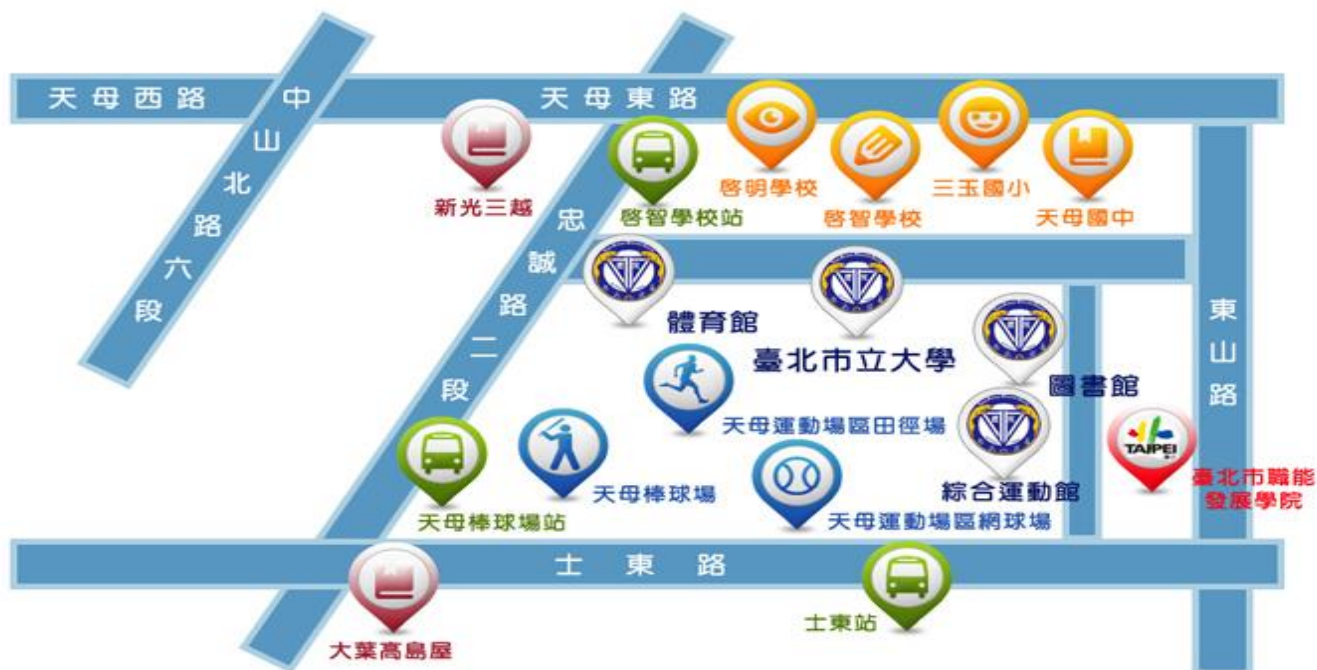 天母西路
中山北路六段
天母東路
新光三越
啓智學校站
啓明學校
啓智學校
三玉國小
天母國中
忠誠路二段
體育館
臺北市立大學
圖書館
東山路
天母運動場區田徑場
TAIPEI
臺北市職能
發展學院
天母棒球場
綜合運動館
天母棒球場站
天母運動場區網球場
士東路
大葉高島屋
士東站